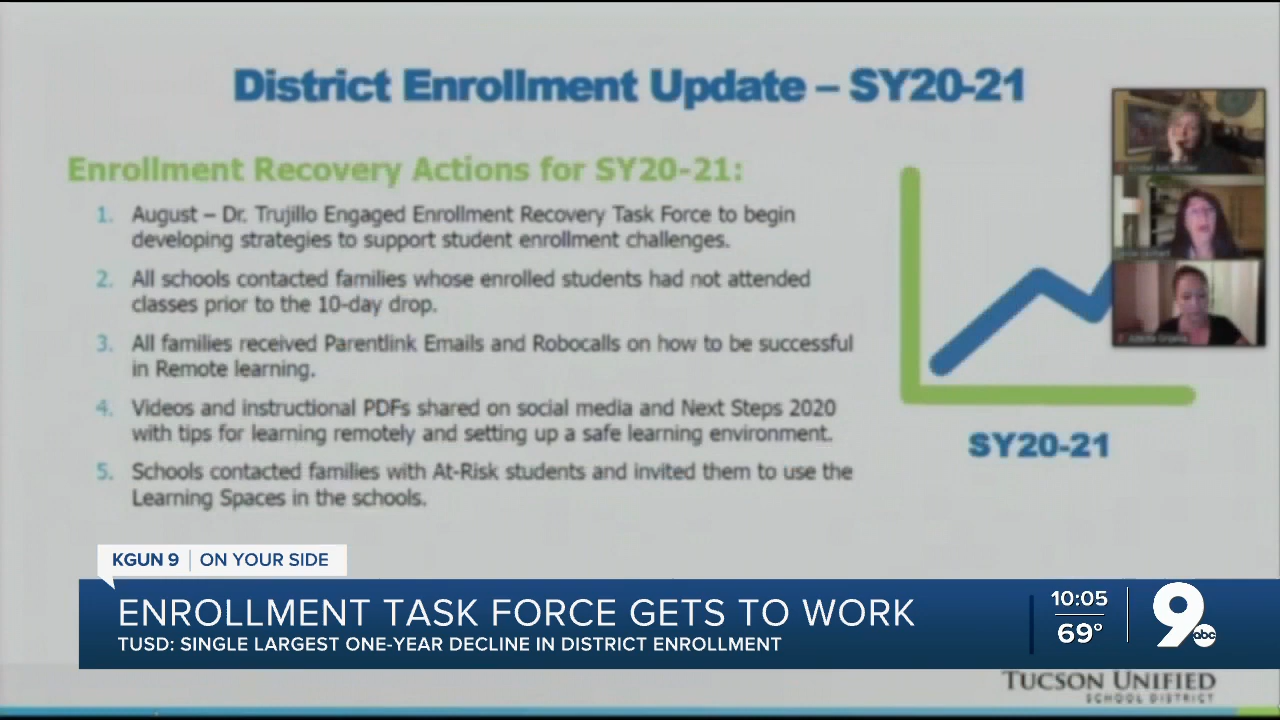 District Enrollment Update – SY20-21
Enrollment Recovery Actions for SY20-21:
1. August – Dr. Trujillo Engaged Enrollment Recovery Task Force to begin
developing strategies to support student enrollment challenges.
2. All schools contacted families whose enrolled students had not attended
classes prior to the 10-day drop.
3. All families received Parentlink Emails and Robocalls on how to be successful
in Remote learning.
4. Videos and instructional PDFs shared on social media and Next Steps 2020
with tips for learning remotely and setting up a safe learning environment.
5. Schools contacted families with At-Risk students and invited them to use the
Learning Spaces in the schools.
SY20-21
KGUN 9 | ON YOUR SIDE
ENROLLMENT TASK FORCE GETS TO WORK
TUSD: SINGLE LARGEST ONE-YEAR DECLINE IN DISTRICT ENROLLMENT
10:05
69°
9
abc
TUCSON UNIFIED
SCHOOL DISTRICT